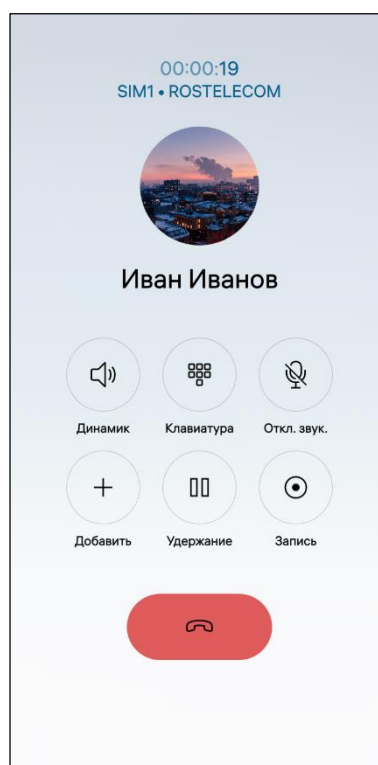 00:00:19
SIM1 • ROSTELECOM
Иван Иванов
Динамик Клавиатура Откл. звук.
Добавить Удержание Запись